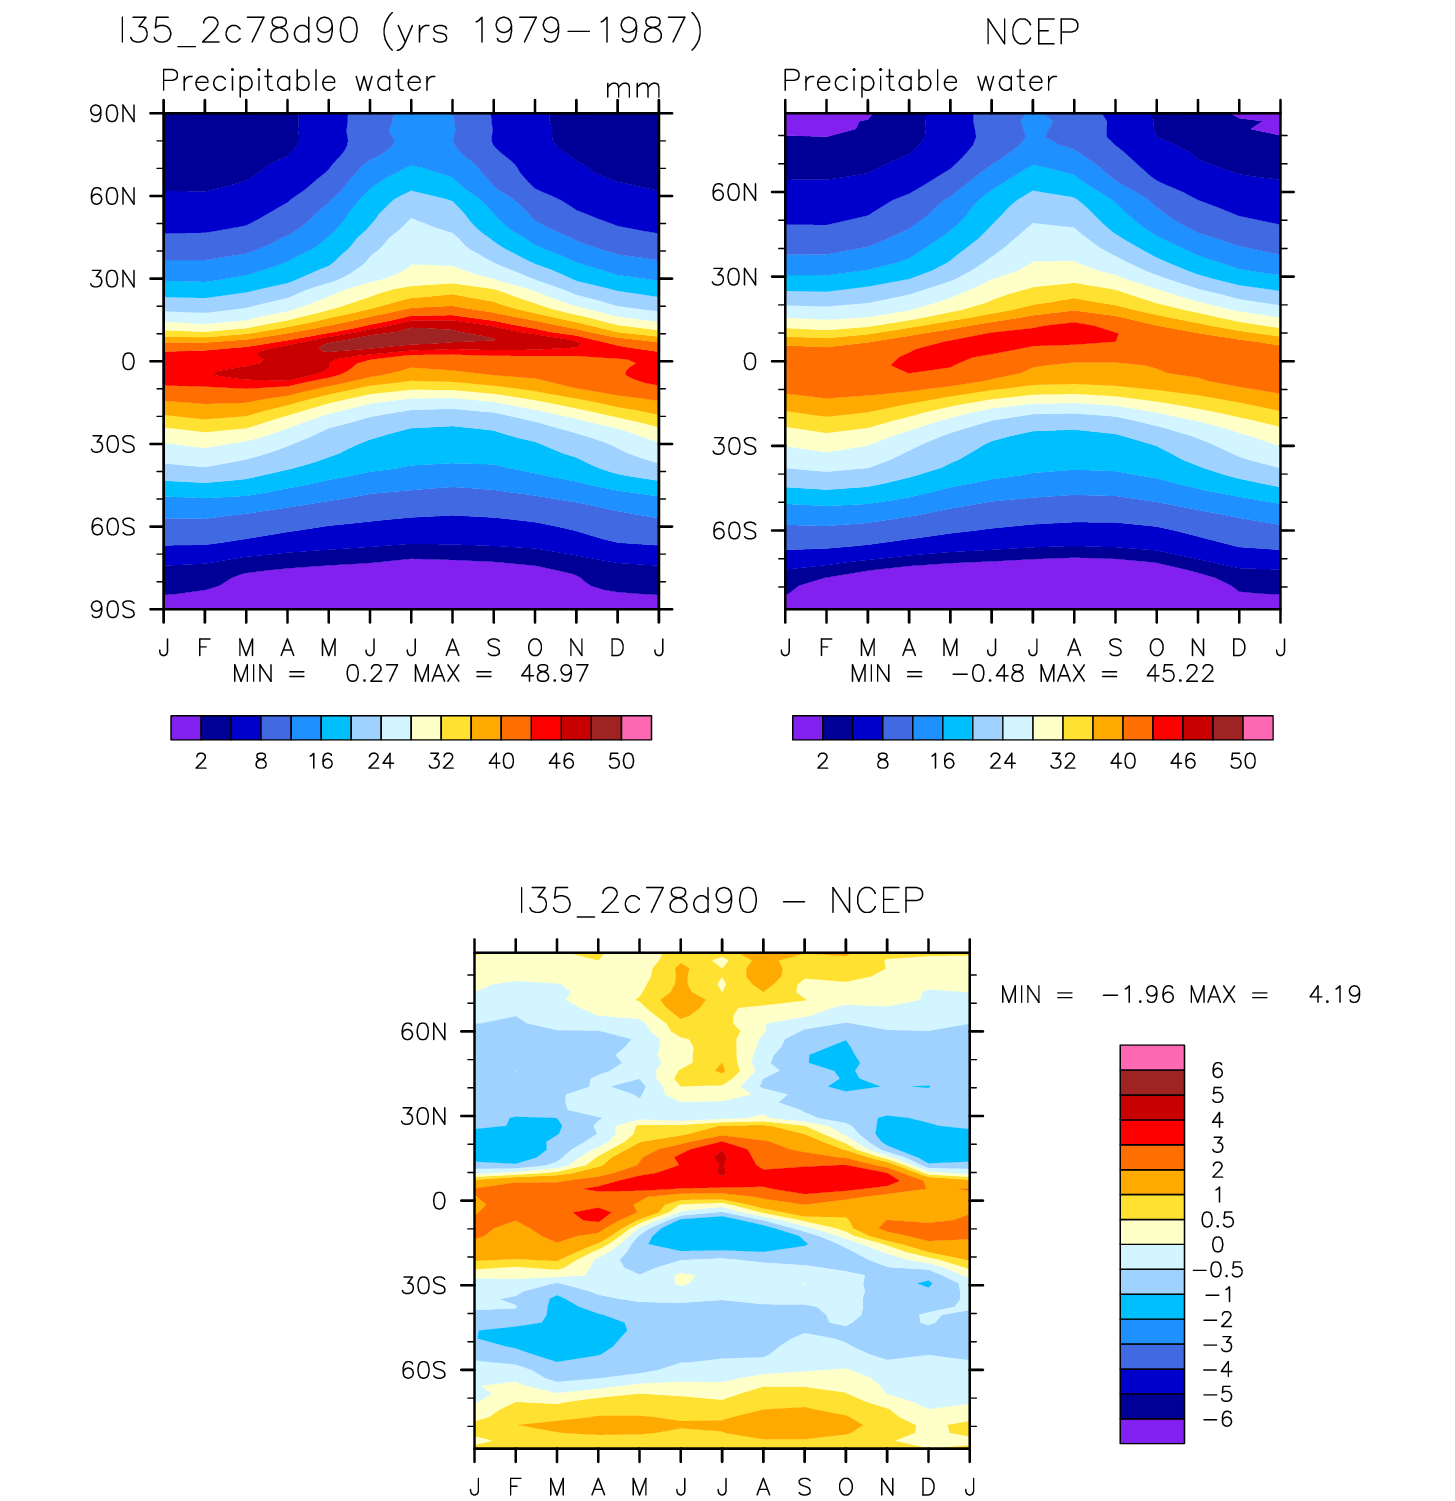 I35_2c78d90 (yrs 1979−1987)
NCEP
Precipitable water mm
Precipitable water
90N
60N
30N
0
30S
60S
90S
J F M A M J J A S O N D J
MIN = 0.27 MAX = 48.97
2 8 16 24 32 40 46 50
60N
30N
0
30S
60S
J F M A M J J A S O N D J
MIN = −0.48 MAX = 45.22
2 8 16 24 32 40 46 50
I35_2c78d90 − NCEP
60N
30N
0
30S
60S
J F M A M J J A S O N D J
MIN = −1.96 MAX = 4.19
6
5
4
3
2
1
0.5
0
−0.5
−1
−2
−3
−4
−5
−6